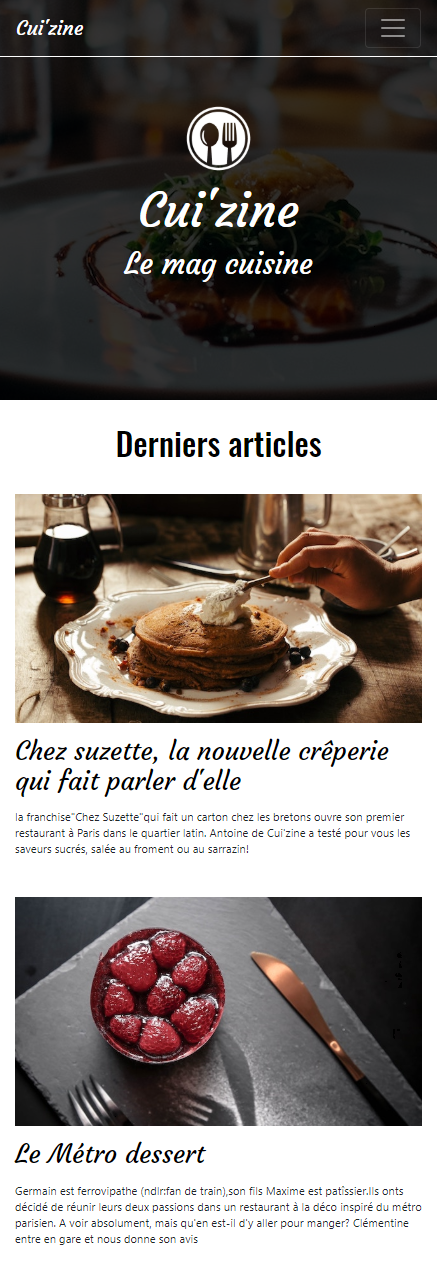 Cui'zine
Cui'zine
Le mag cuisine
Derniers articles
Chez suzette, la nouvelle crêperie
qui fait parler d'elle
la franchise"Chez Suzette"qui fait un carton chez les bretons ouvre son premier
restaurant à Paris dans le quartier latin. Antoine de Cui'zine a testé pour vous les
saveurs sucrés, salée au froment ou au sarrazin!
Le Métro dessert
Germain est ferrovipathe (ndlr:fan de train),son fils Maxime est patîssier.Ils onts
décidé de réunir leurs deux passions dans un restaurant à la déco inspiré du métro
parisien. A voir absolument, mais qu'en est-il d'y aller pour manger? Clémentine
entre en gare et nous donne son avis